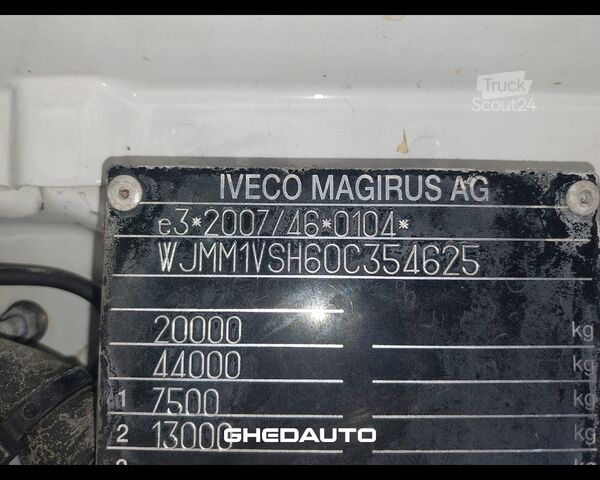 Truck
Scout24
IVECO MAGIRUS AG
e3*2007/46*0104*
WJMM1VSH60C354625
20000 kg
44000 kg
1 7500 kg
2 13000 kg
GHEDAUTO